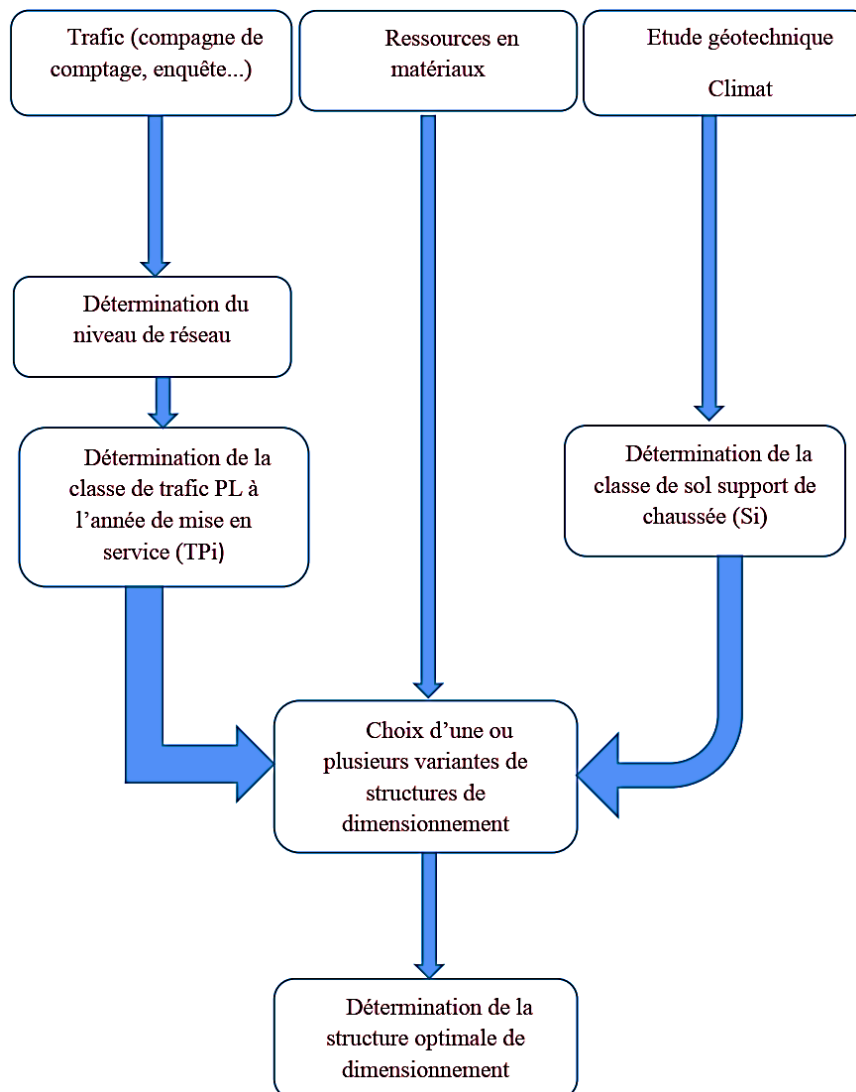 Trafic (compagne de
comptage, enquête...)
Ressources en
matériaux
Etude géotechnique
Climat
Détermination du
niveau de réseau
Détermination de la
classe de trafic PL à
l’année de mise en
service (TPi)
Détermination de la
classe de sol support de
chaussée (Si)
Choix d’une ou
plusieurs variantes de
structures de
dimensionnement
Détermination de la
structure optimale de
dimensionnement